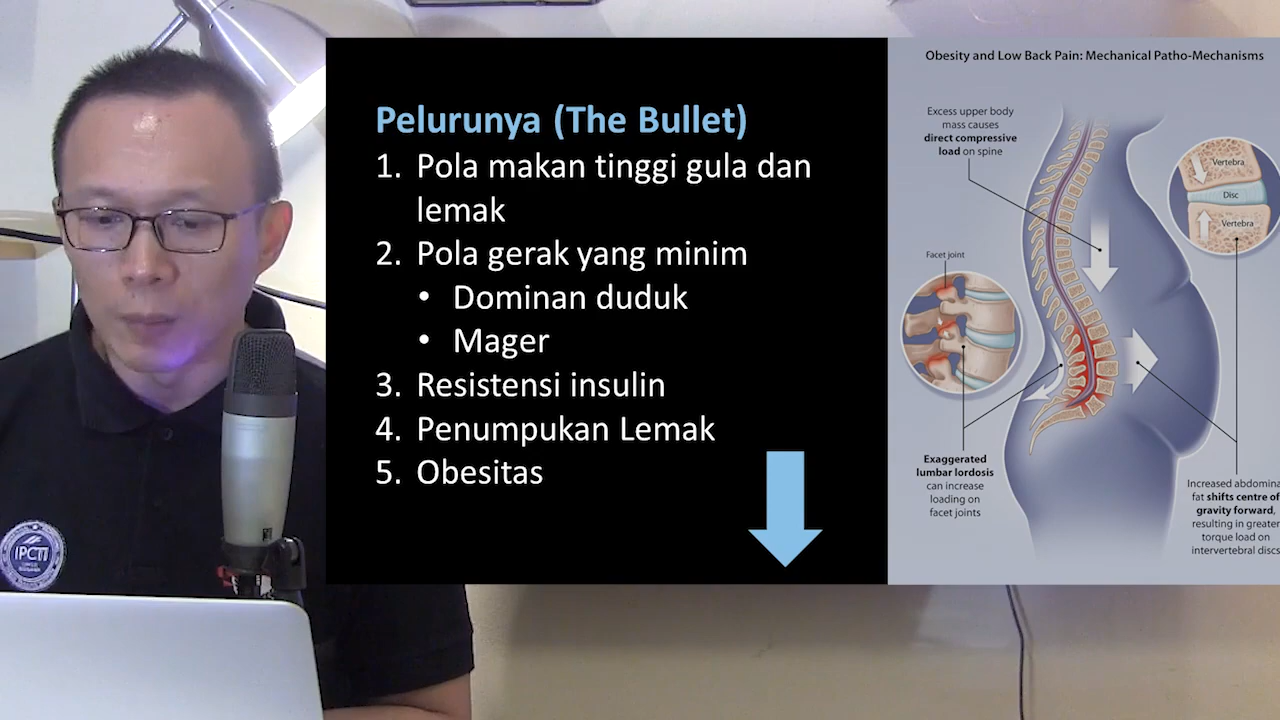 Pelurunya (The Bullet)
1. Pola makan tinggi gula dan
lemak
2. Pola gerak yang minim
• Dominan duduk
• Mager
3. Resistensi insulin
4. Penumpukan Lemak
5. Obesitas
Obesity and Low Back Pain: Mechanical Patho-Mechanisms
Excess upper body
mass causes
direct compressive
load on spine
Vertebra
Disc
Vertebra
Facet joint
Exaggerated
lumbar lordosis
can increase
loading on
facet joints
Increased abdomina
fat shifts centre of
gravity forward,
resulting in greater
torque load on
intervertebral discs
IPCTI